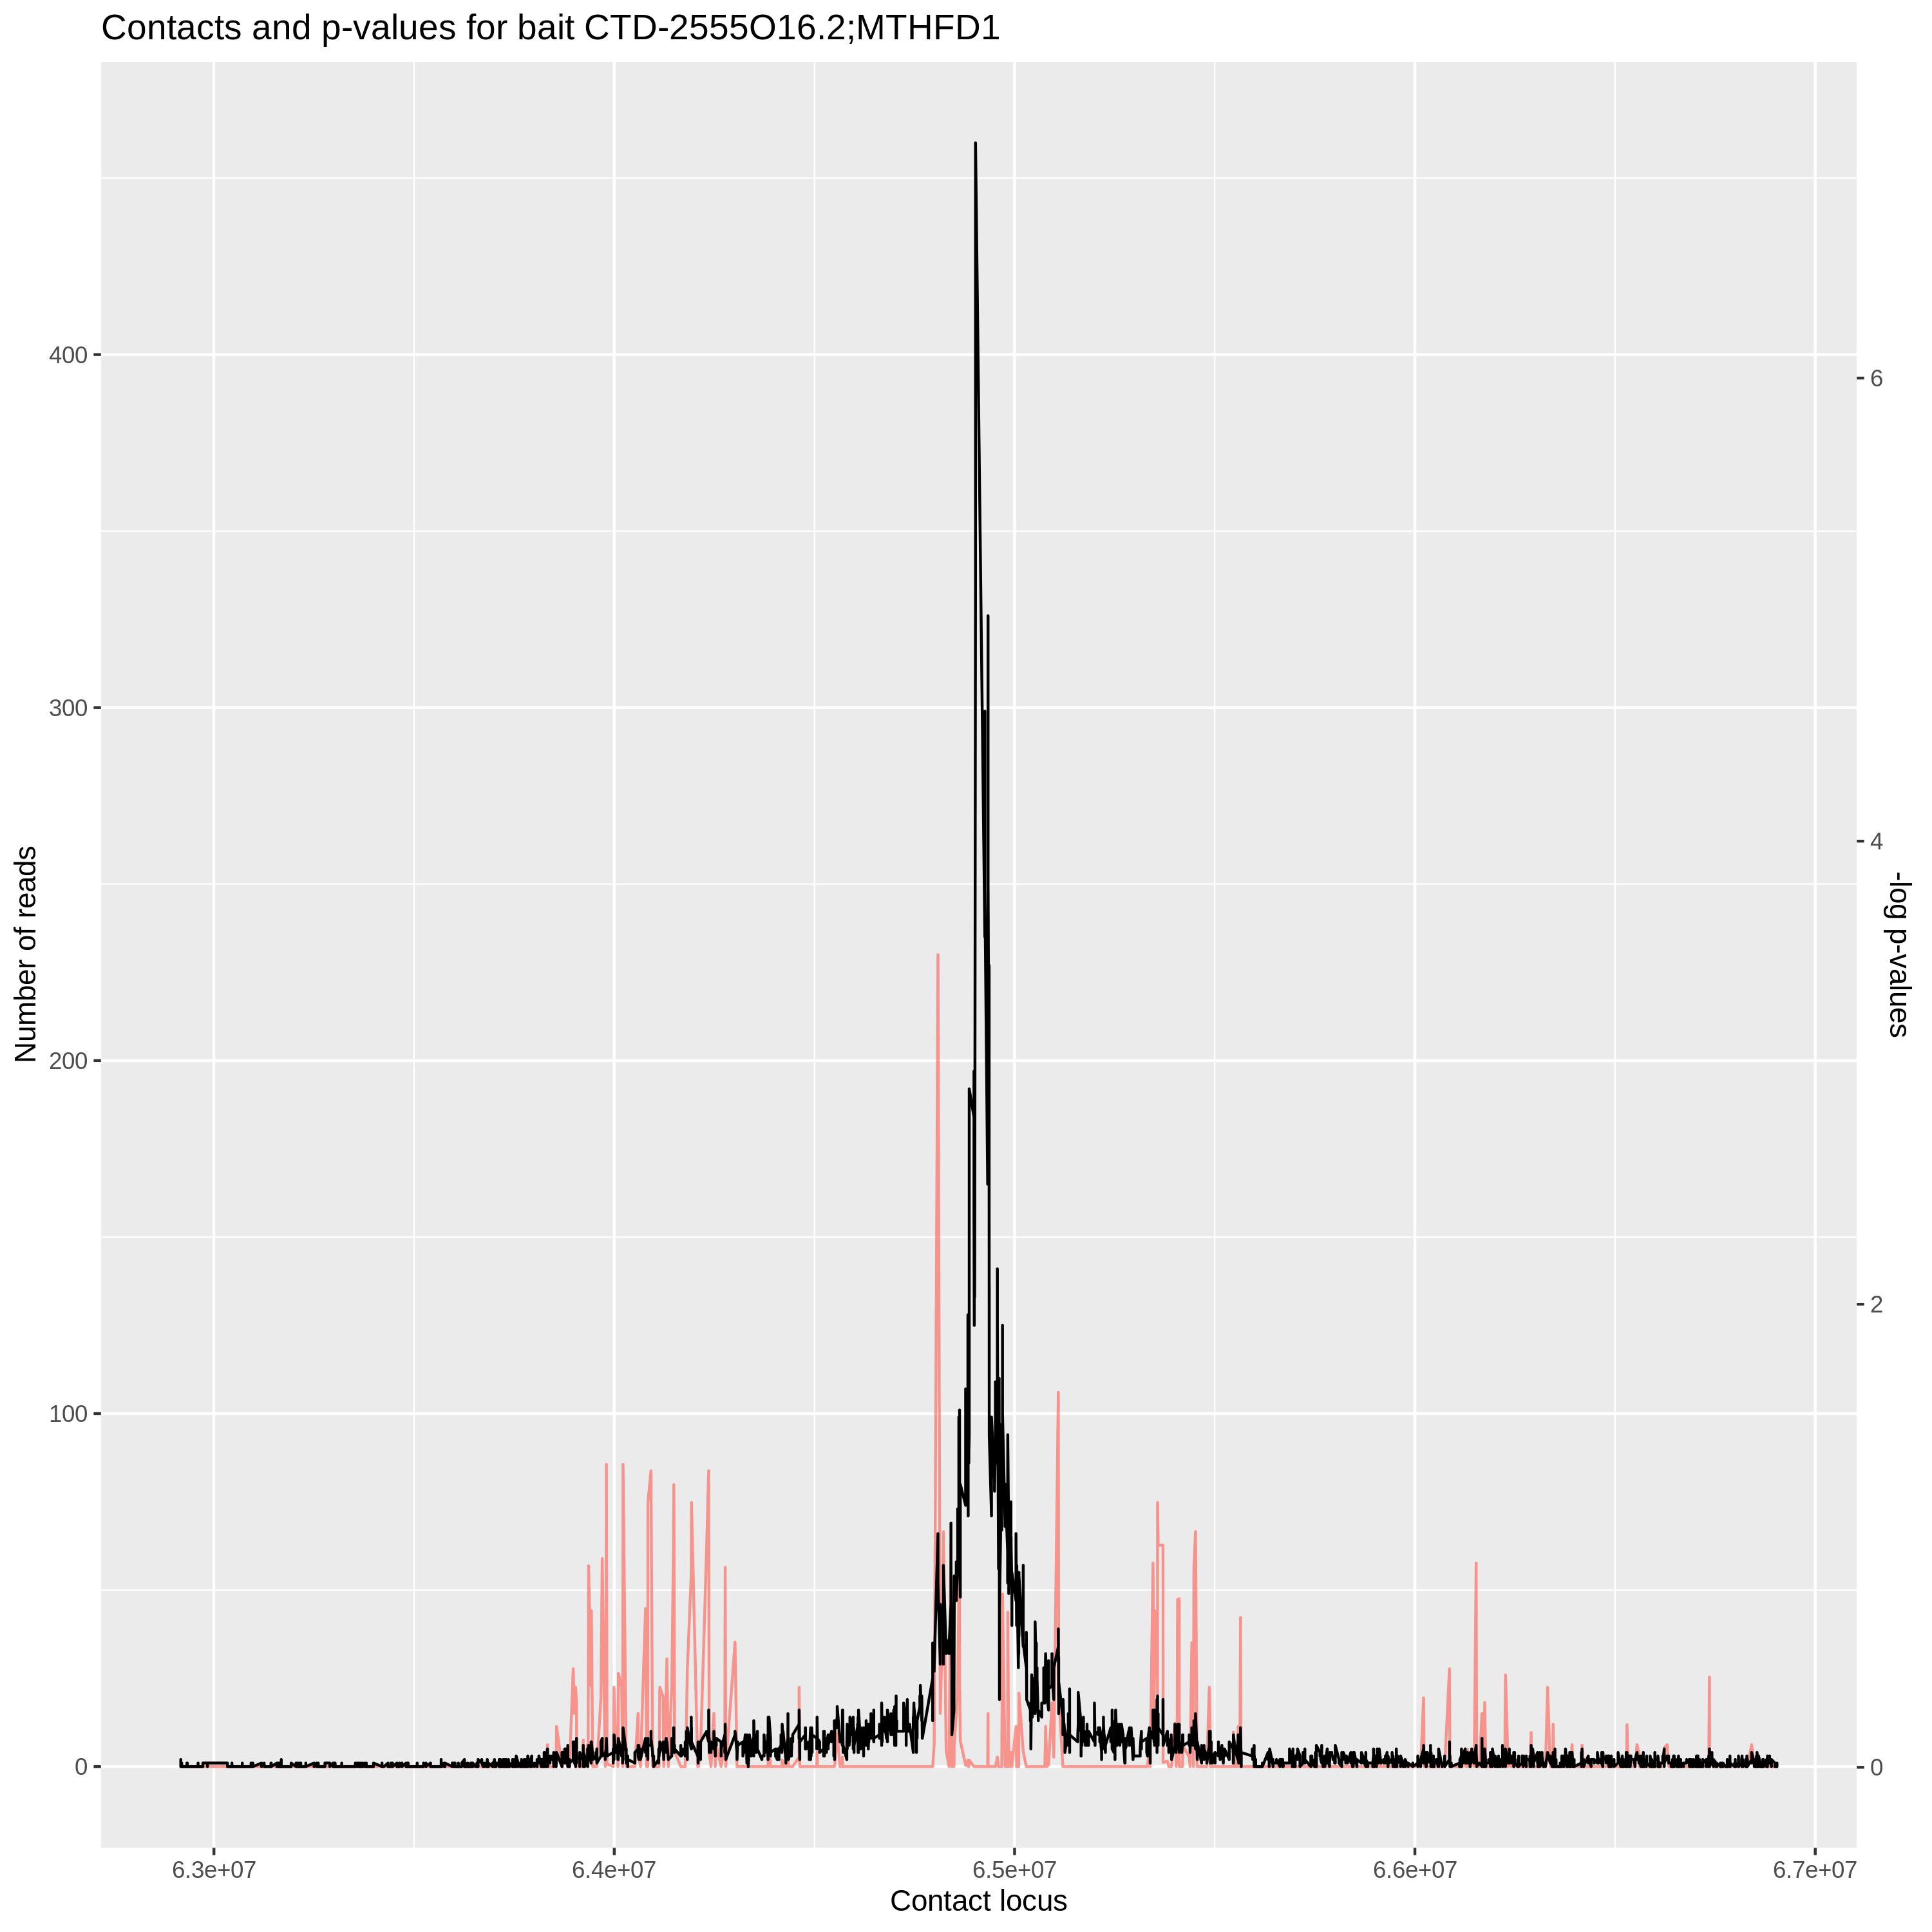 Contacts and p-values for bait CTD-2555O16.2;MTHFD1
Number of reads
400
300
200
100
0
6
4
2
0
-log p-values
6.3e+07
6.4e+07
6.5e+07
6.6e+07
6.7e+07
Contact locus